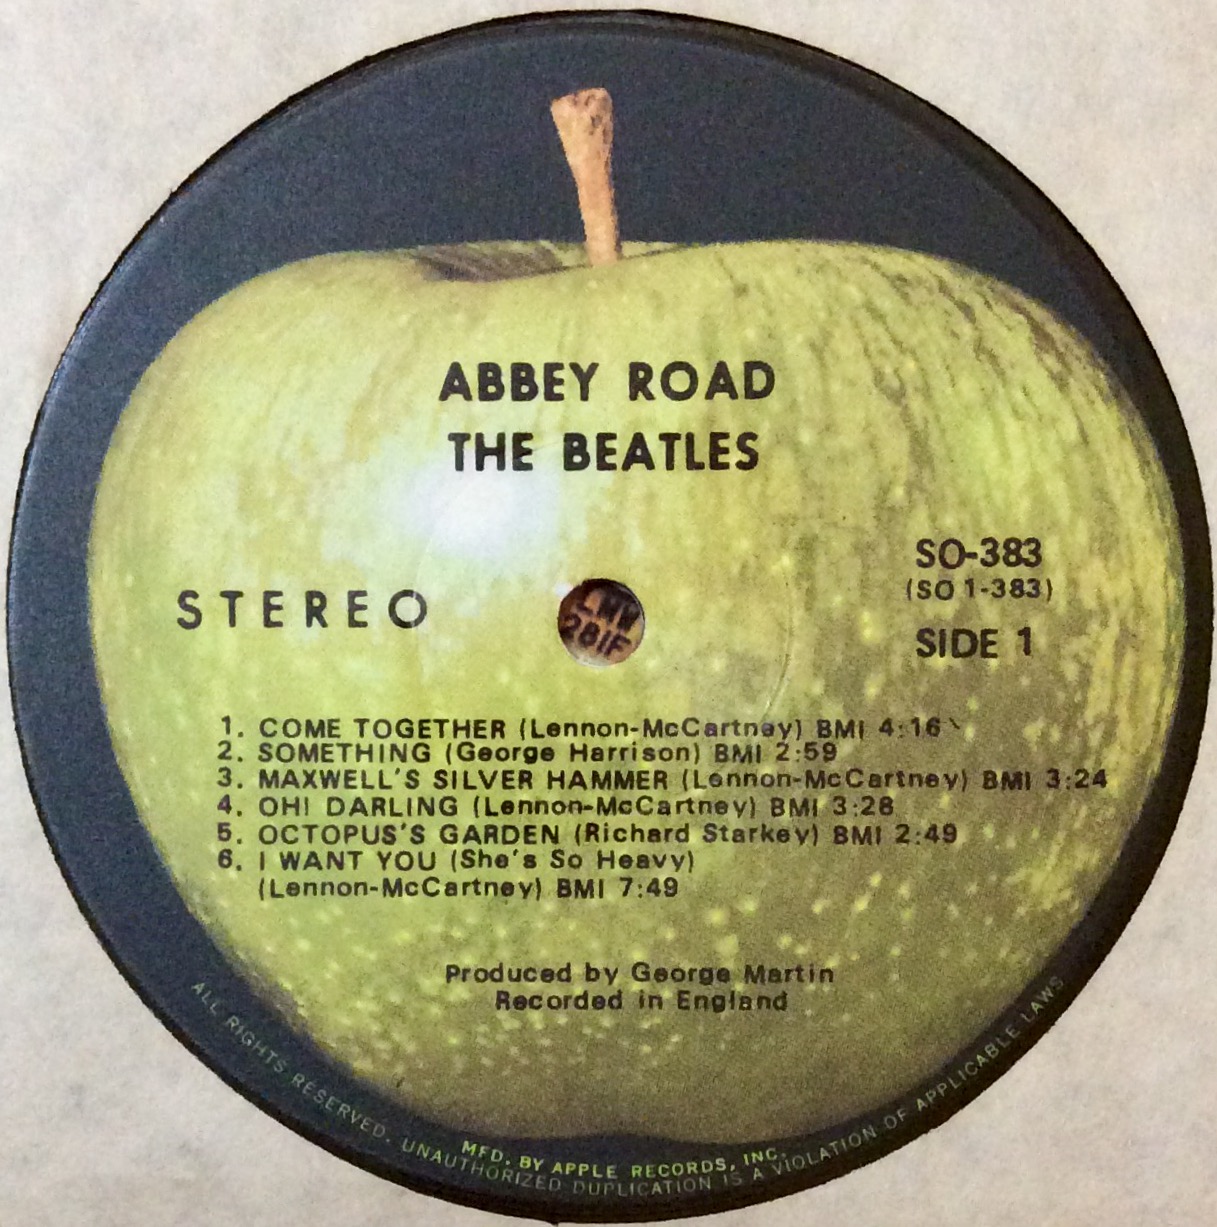 ABBEY ROAD
THE BEATLES
STEREO
SO-383
(SO 1-383)
SIDE 1
LWW
281F
1. COME TOGETHER (Lennon-McCartney) BMI 4:16
2. SOMETHING (George Harrison) BMI 2:59
3. MAXWELL'S SILVER HAMMER (Lennon-McCartney) BMI 3:24
4. OH! DARLING (Lennon-McCartney) BMI 3:28
5. OCTOPUS'S GARDEN (Richard Starkey) BMI 2:49
6. I WANT YOU (She's So Heavy)
(Lennon-McCartney) BMI 7:49
Produced by George Martin
Recorded in England
MFD. BY APPLE RECORDS, INC.
ALL RIGHTS RESERVED. UNAUTHORIZED DUPLICATION IS A VIOLATION OF APPLICABLE LAWS